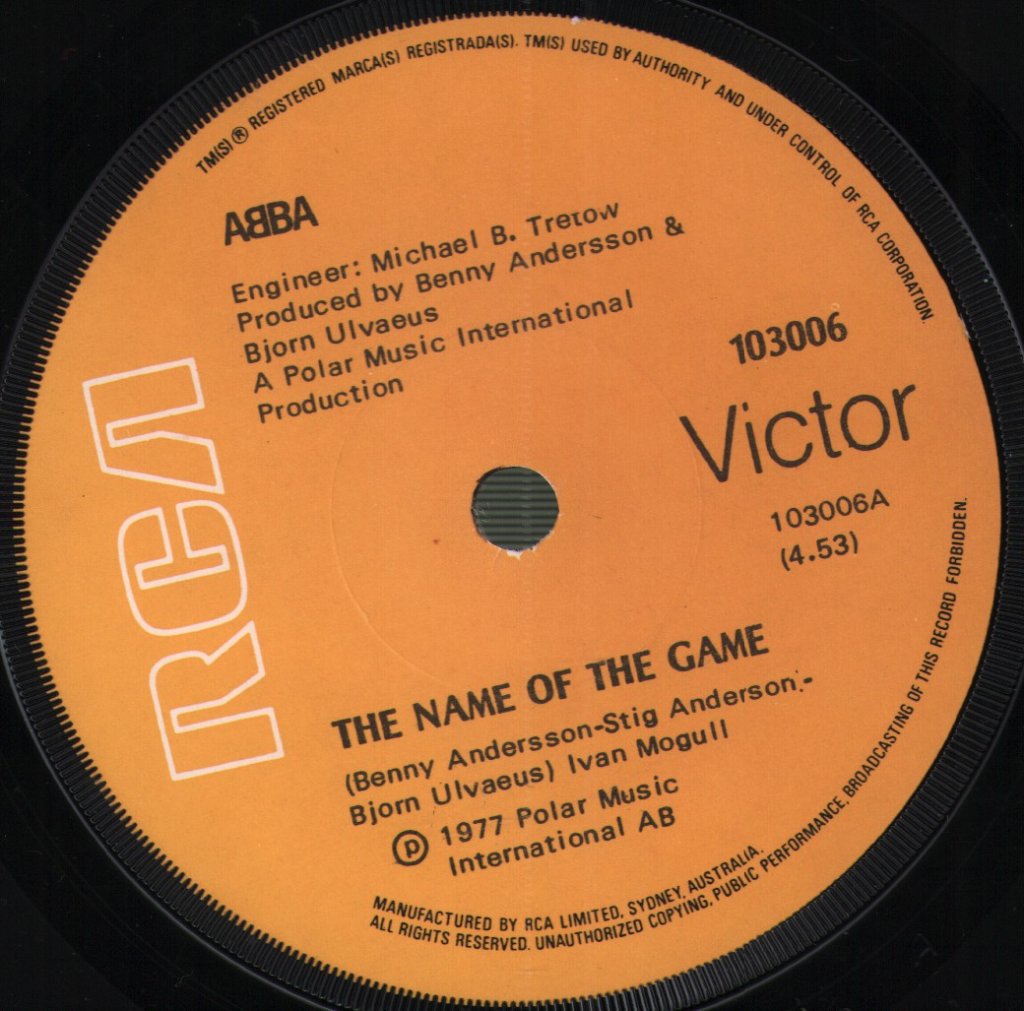 TM(S) ® REGISTERED MARCA(S) REGISTRADA(S). TM(S) USED BY AUTHORITY AND UNDER CONTROL OF RCA CORPORATION.
ABBA
Engineer: Michael B. Tretow
Produced by Benny Andersson &
Bjorn Ulvaeus
A Polar Music International
Production
RCA
103006
Victor
103006A
(4.53)
THE NAME OF THE GAME
(Benny Andersson-Stig Anderson-
Bjorn Ulvaeus) Ivan Mogull
℗ 1977 Polar Music
International AB
MANUFACTURED BY RCA LIMITED, SYDNEY, AUSTRALIA.
ALL RIGHTS RESERVED. UNAUTHORIZED COPYING, PUBLIC PERFORMANCE, BROADCASTING OF THIS RECORD FORBIDDEN.